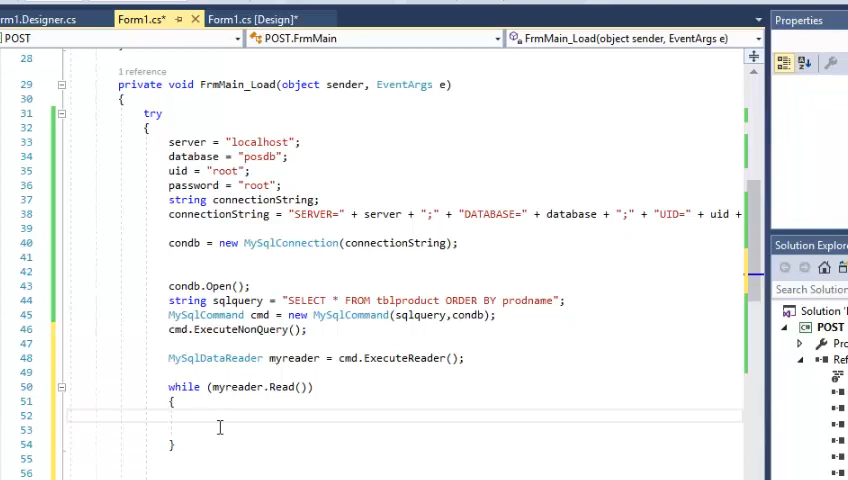 rm1.Designer.cs Form1.cs* Form1.cs [Design]*
POST POST.FrmMain FrmMain_Load(object sender, EventArgs e)
28
1 reference
29 private void FrmMain_Load(object sender, EventArgs e)
30 {
31 try
32 {
33 server = "localhost";
34 database = "posdb";
35 uid = "root";
36 password = "root";
37 string connectionString;
38 connectionString = "SERVER=" + server + ";" + "DATABASE=" + database + ";" + "UID=" + uid +
39
40 condb = new MySqlConnection(connectionString);
41
42
43 condb.Open();
44 string sqlquery = "SELECT * FROM tblproduct ORDER BY prodname";
45 MySqlCommand cmd = new MySqlCommand(sqlquery,condb);
46 cmd.ExecuteNonQuery();
47
48 MySqlDataReader myreader = cmd.ExecuteReader();
49
50 while (myreader.Read())
51 {
52
53
54 }
55
56
Properties
Solution Explor
Search Solution
Solution '
POST
Pro
Ref